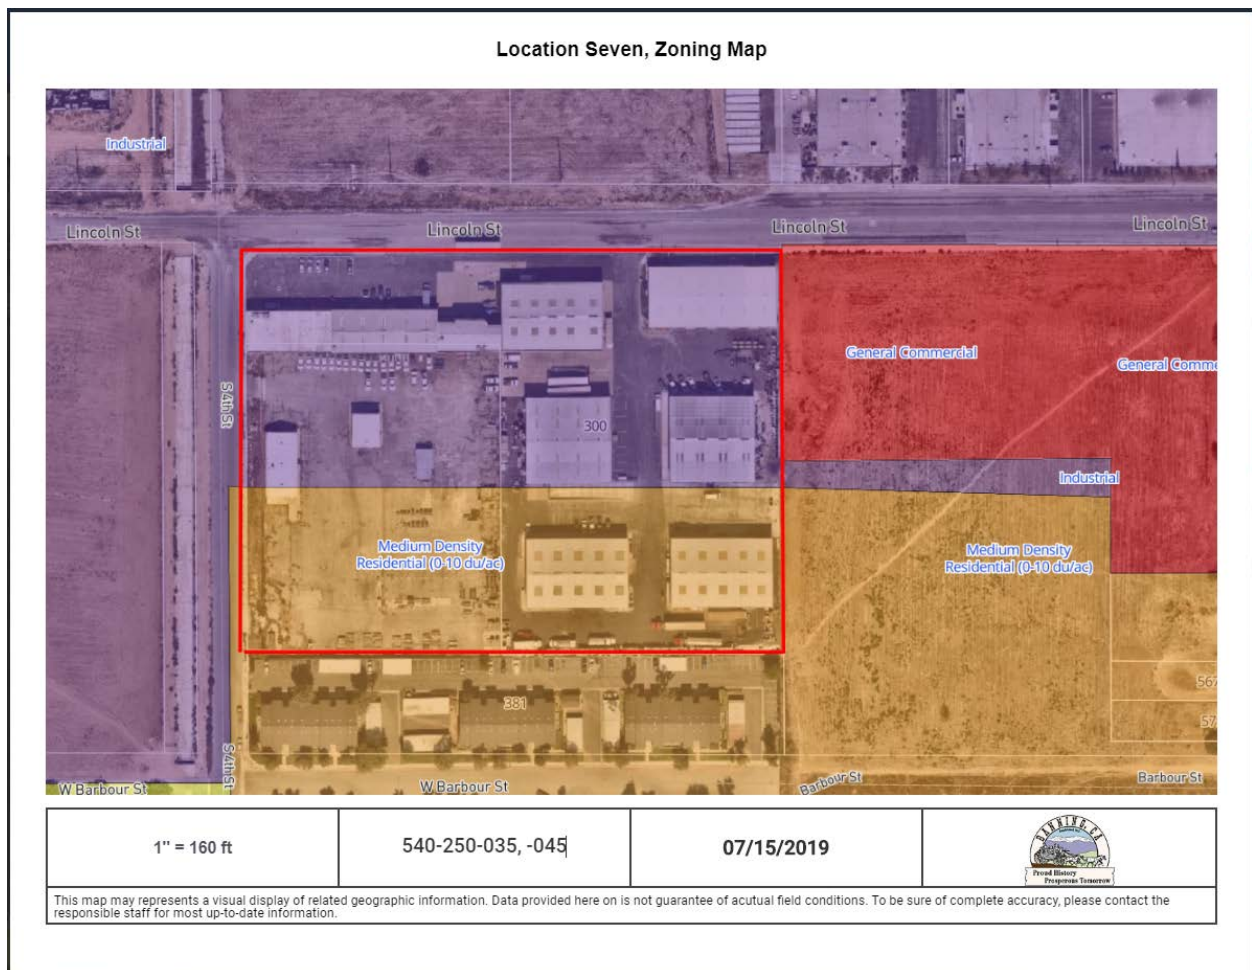 Location Seven, Zoning Map
Industrial
Lincoln St
Lincoln St
Lincoln St
Lincoln St
General Commercial
General Comme
S 4th St
300
Industrial
Medium Density
Residential (0-10 du/ac)
Medium Density
Residential (0-10 du/ac)
567
381
57
S 4th St
W Barbour St
W Barbour St
Barbour St
Barbour St
1" = 160 ft
540-250-035, -045
07/15/2019
BANNING, CA
Proud History
Prosperous Tomorrow
This map may represents a visual display of related geographic information. Data provided here on is not guarantee of acutual field conditions. To be sure of complete accuracy, please contact the
responsible staff for most up-to-date information.